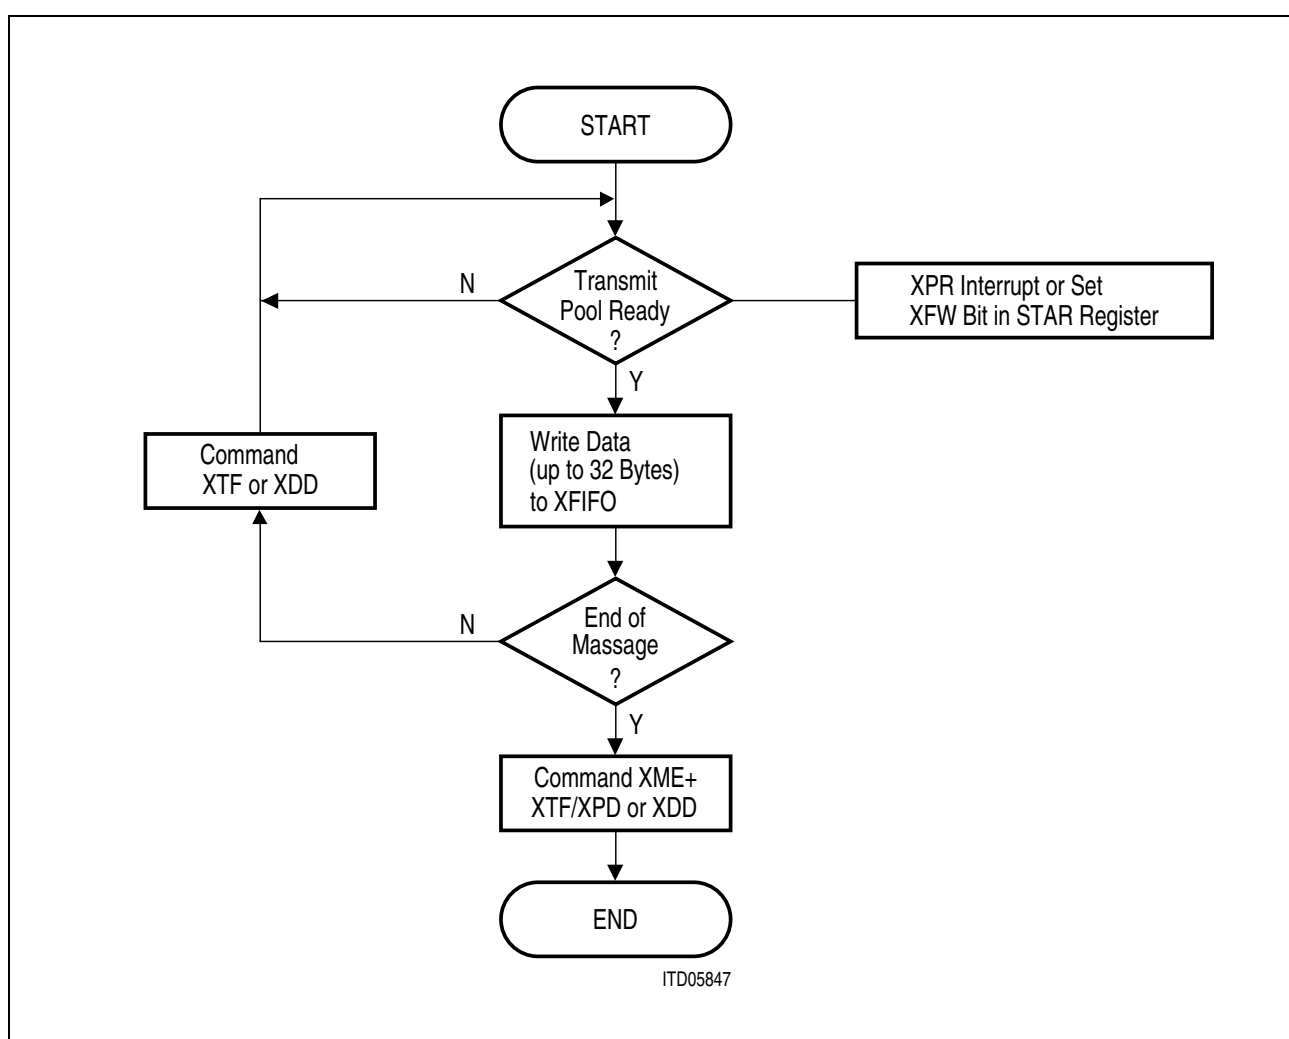 START
N
Transmit
Pool Ready
?
XPR Interrupt or Set
XFW Bit in STAR Register
Y
Command
XTF or XDD
Write Data
(up to 32 Bytes)
to XFIFO
N
End of
Massage
?
Y
Command XME+
XTF/XPD or XDD
END
ITD05847